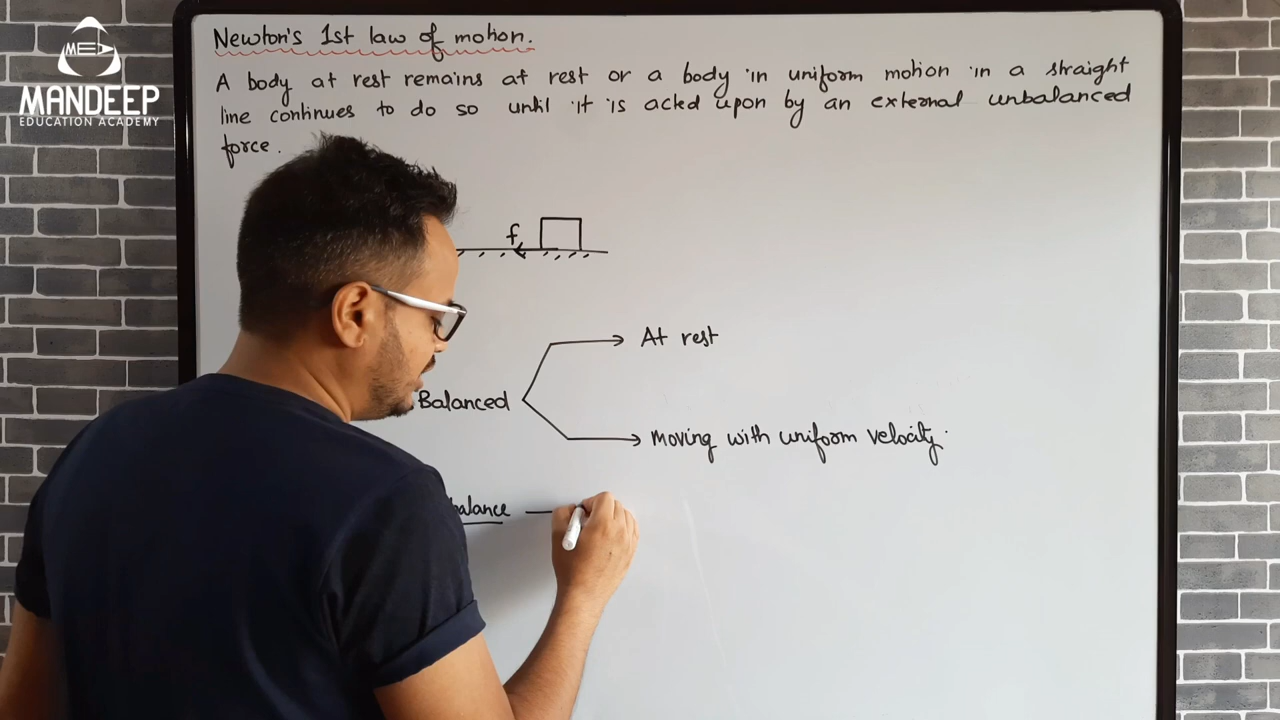 MED
MANDEEP
EDUCATION ACADEMY
Newton's 1st law of motion.
A body at rest remains at rest or a body in uniform motion in a straight
line continues to do so until it is acted upon by an external unbalanced
force.
f
At rest
Balanced
Moving with uniform velocity.
balance